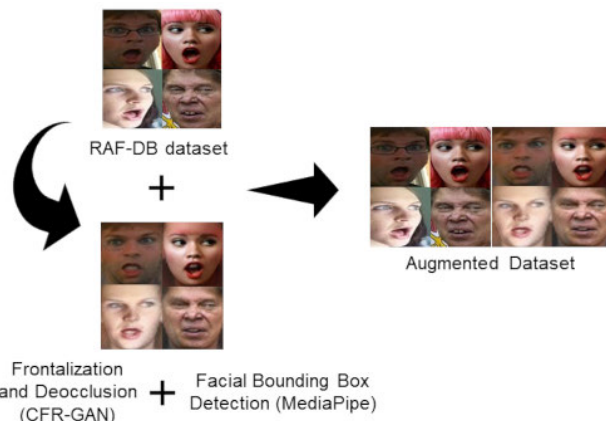 RAF-DB dataset
+
Augmented Dataset
Frontalization
and Deocclusion
(CFR-GAN)
+
Facial Bounding Box
Detection (MediaPipe)